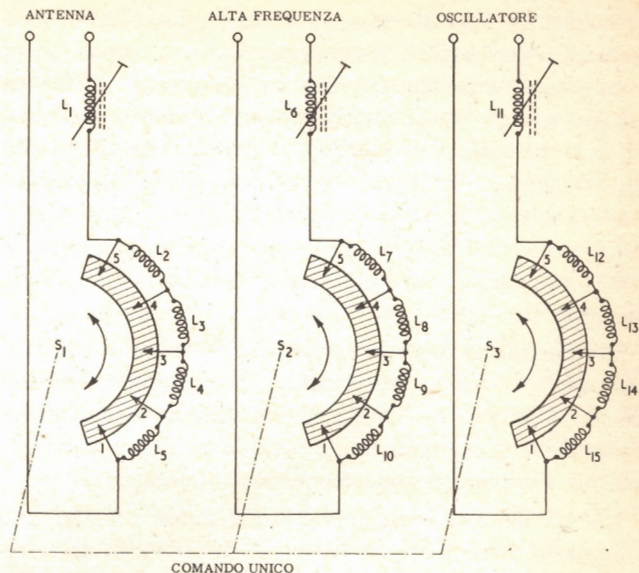 ANTENNA
ALTA FREQUENZA
OSCILLATORE
L1
L6
L11
L2
L7
L12
5
5
5
4
4
4
L3
L8
L13
S1
3
S2
3
S3
3
L4
L9
L14
2
2
2
1
1
1
L5
L10
L15
COMANDO UNICO